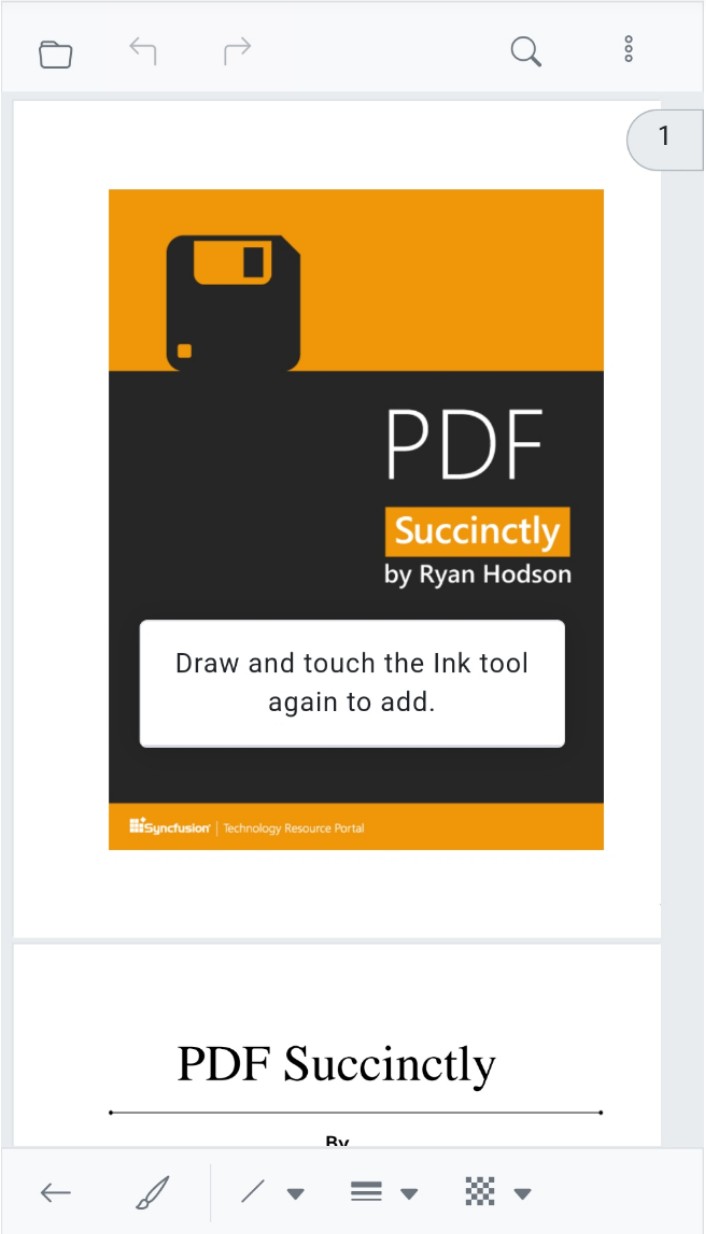 1
PDF
Succinctly
by Ryan Hodson
Draw and touch the Ink tool
again to add.
Syncfusion | Technology Resource Portal
PDF Succinctly
By